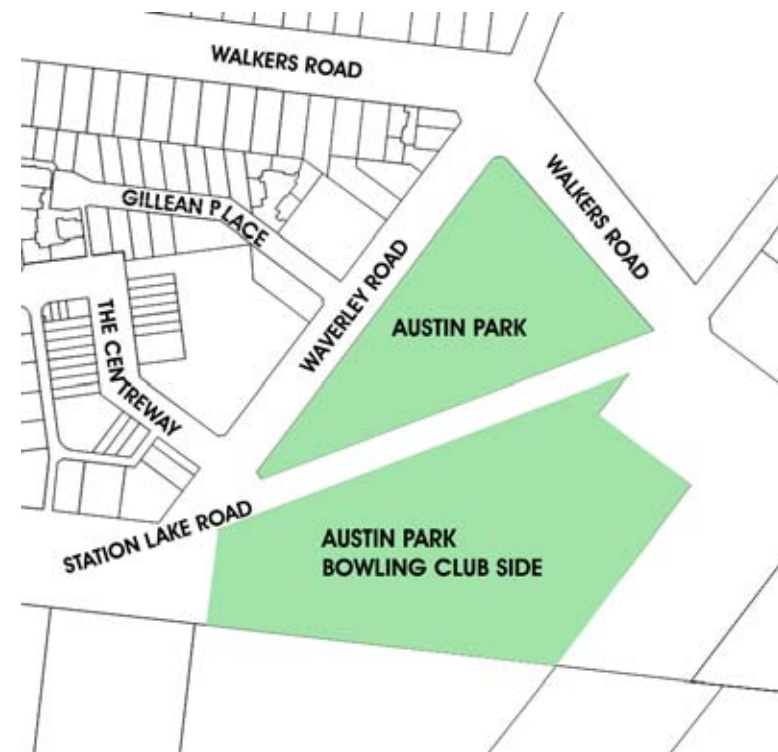 WALKERS ROAD
WALKERS ROAD
GILLEAN PLACE
WAVERLEY ROAD
AUSTIN PARK
THE CENTREWAY
STATION LAKE ROAD
AUSTIN PARK
BOWLING CLUB SIDE